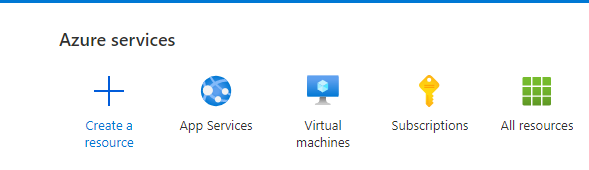 Azure services
Create a
resource
App Services
Virtual
machines
Subscriptions
All resources